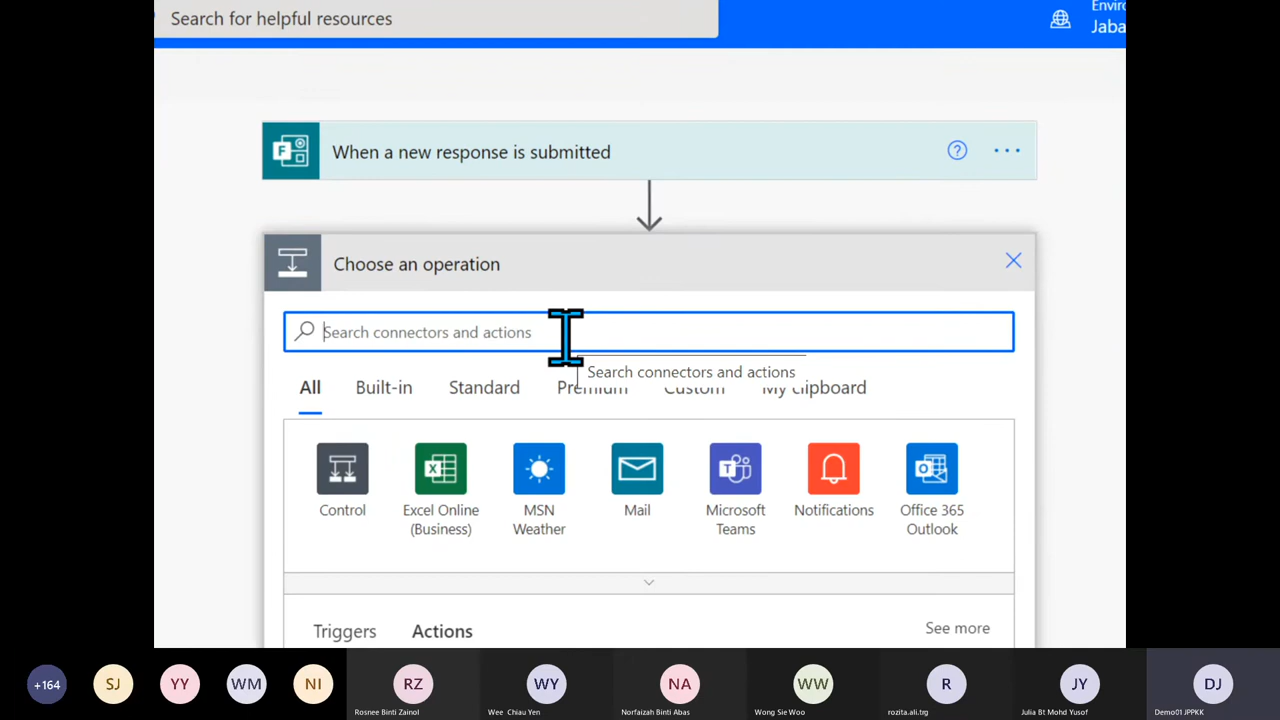 Search for helpful resources
Envir
Jaba
When a new response is submitted
Choose an operation
Search connectors and actions
Search connectors and actions
All Built-in Standard Premium Custom My clipboard
Control
Excel Online (Business)
MSN Weather
Mail
Microsoft Teams
Notifications
Office 365 Outlook
Triggers Actions See more
+164 SJ YY WM NI RZ WY NA WW R JY DJ
Rosnee Binti Zainol
Wee Chiau Yen
Norfaizah Binti Abas
Wong Sie Woo
rozita.ali.trg
Julia Bt Mohd Yusof
Demo01 JPPKK